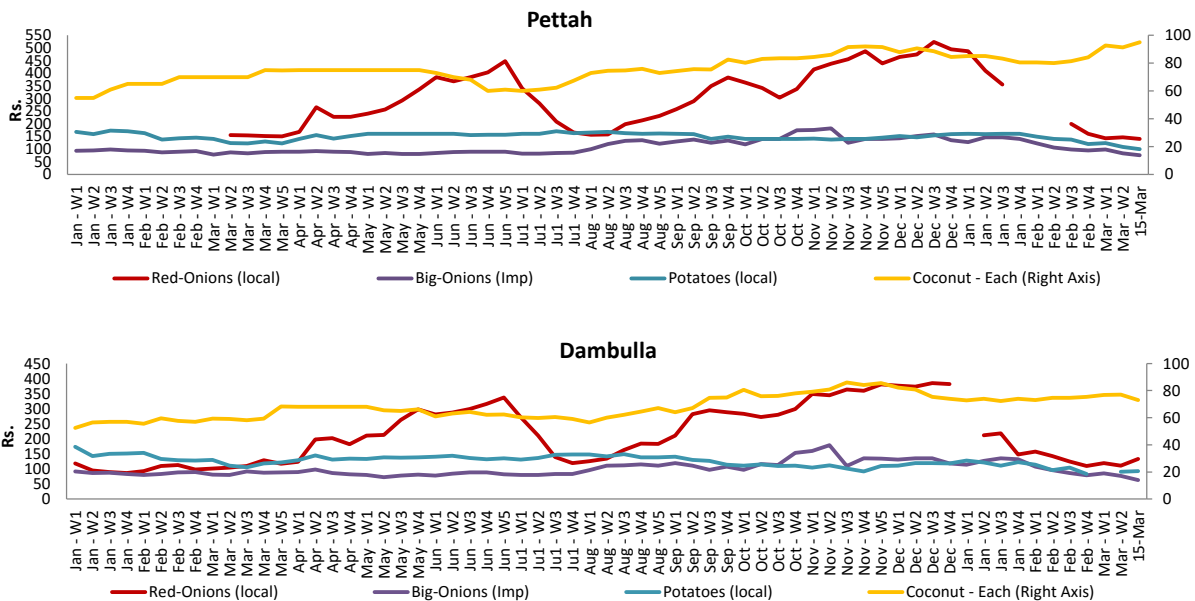 Pettah
Rs.
550
500
450
400
350
300
250
200
150
100
50
0
100
80
60
40
20
0
Jan - W1
Jan - W2
Jan - W3
Jan - W4
Feb - W1
Feb - W2
Feb - W3
Feb - W4
Mar - W1
Mar - W2
Mar - W3
Mar - W4
Mar - W5
Apr - W1
Apr - W2
Apr - W3
Apr - W4
May - W1
May - W2
May - W3
May - W4
Jun - W1
Jun - W2
Jun - W3
Jun - W4
Jun - W5
Ju1 - W1
Ju1 - W2
Ju1 - W3
Ju1 - W4
Aug - W1
Aug - W2
Aug - W3
Aug - W4
Aug - W5
Sep - W1
Sep - W2
Sep - W3
Sep - W4
Oct - W1
Oct - W2
Oct - W3
Oct - W4
Nov - W1
Nov - W2
Nov - W3
Nov - W4
Nov - W5
Dec - W1
Dec - W2
Dec - W3
Dec - W4
Jan - W1
Jan - W2
Jan - W3
Jan - W4
Feb - W1
Feb - W2
Feb - W3
Feb - W4
Mar - W1
Mar - W2
15-Mar
Red-Onions (local) Big-Onions (Imp) Potatoes (local) Coconut - Each (Right Axis)
Dambulla
Rs.
450
400
350
300
250
200
150
100
50
0
100
80
60
40
20
0
Jan - W1
Jan - W2
Jan - W3
Jan - W4
Feb - W1
Feb - W2
Feb - W3
Feb - W4
Mar - W1
Mar - W2
Mar - W3
Mar - W4
Mar - W5
Apr - W1
Apr - W2
Apr - W3
Apr - W4
May - W1
May - W2
May - W3
May - W4
Jun - W1
Jun - W2
Jun - W3
Jun - W4
Jun - W5
Ju1 - W1
Ju1 - W2
Ju1 - W3
Ju1 - W4
Aug - W1
Aug - W2
Aug - W3
Aug - W4
Aug - W5
Sep - W1
Sep - W2
Sep - W3
Sep - W4
Oct - W1
Oct - W2
Oct - W3
Oct - W4
Nov - W1
Nov - W2
Nov - W3
Nov - W4
Nov - W5
Dec - W1
Dec - W2
Dec - W3
Dec - W4
Jan - W1
Jan - W2
Jan - W3
Jan - W4
Feb - W1
Feb - W2
Feb - W3
Feb - W4
Mar - W1
Mar - W2
15-Mar
Red-Onions (local) Big-Onions (Imp) Potatoes (local) Coconut - Each (Right Axis)